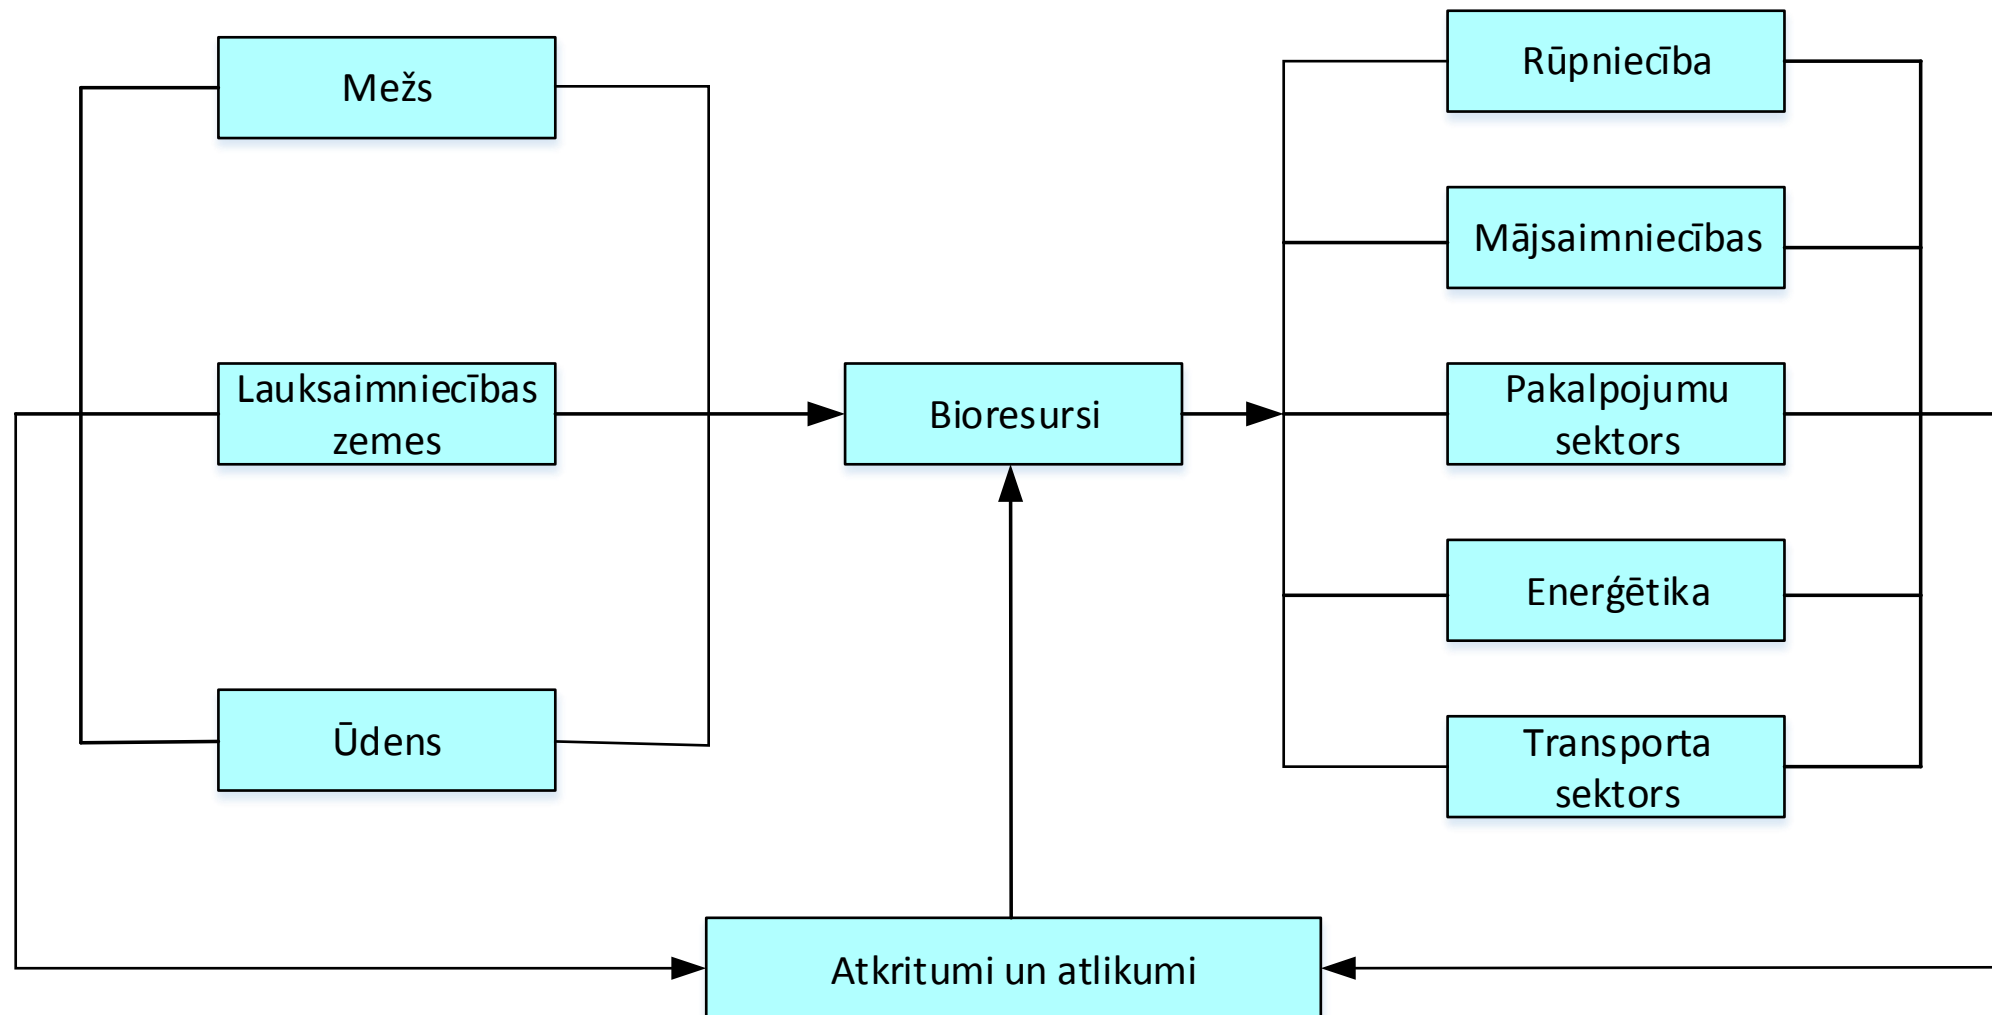 Mežs
Lauksaimniecības
zemes
Ūdens
Bioresursi
Rūpniecība
Mājsaimniecības
Pakalpojumu
sektors
Enerģētika
Transporta
sektors
Atkritumi un atlikumi